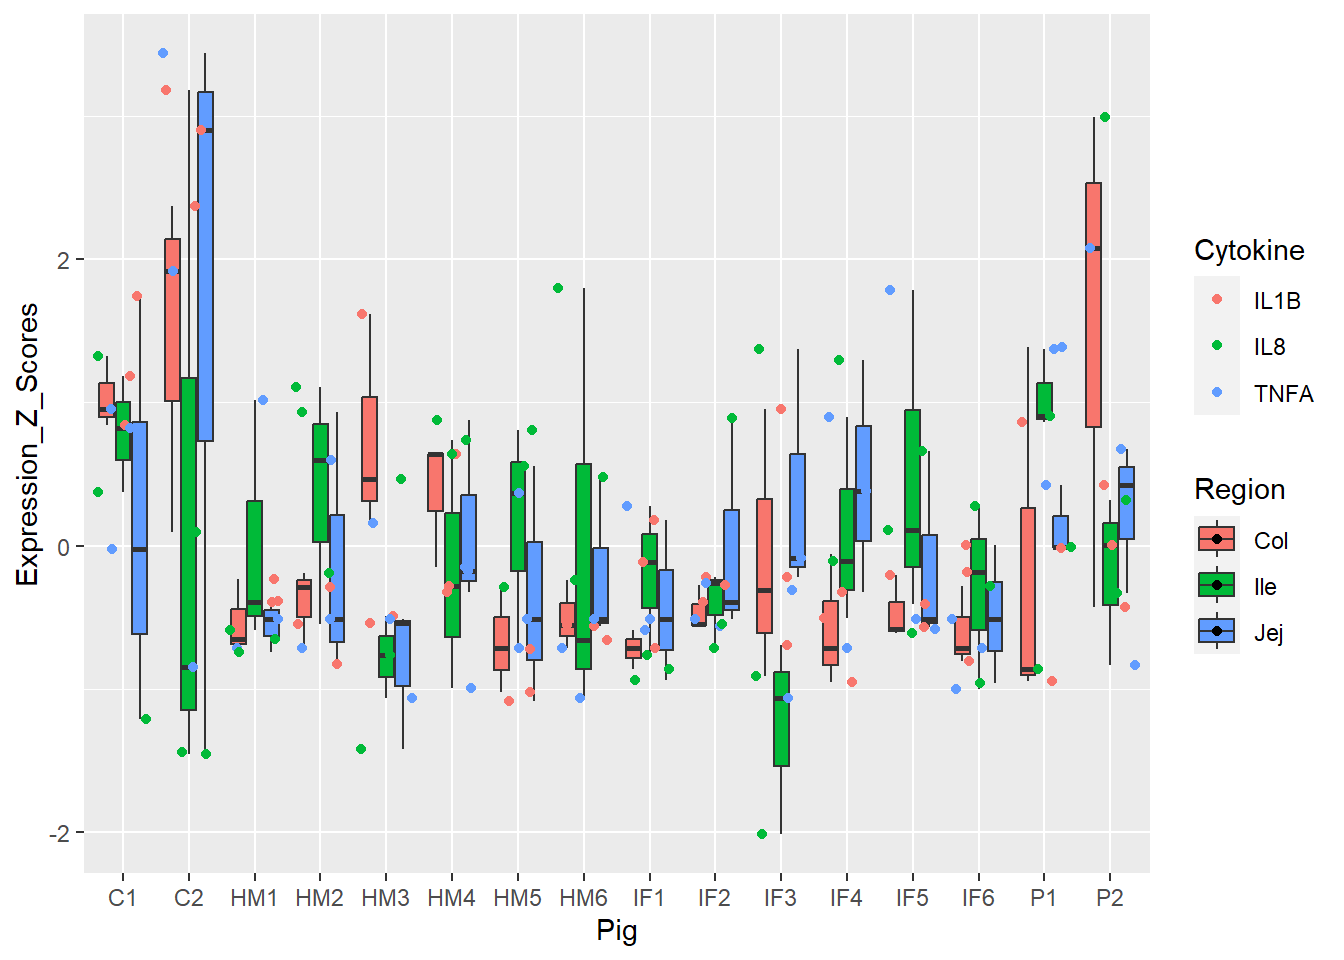 Expression_Z_Scores
2
0
-2
C1 C2 HM1 HM2 HM3 HM4 HM5 HM6 IF1 IF2 IF3 IF4 IF5 IF6 P1 P2
Pig
Cytokine
IL1B
IL8
TNFA
Region
Col
Ile
Jej